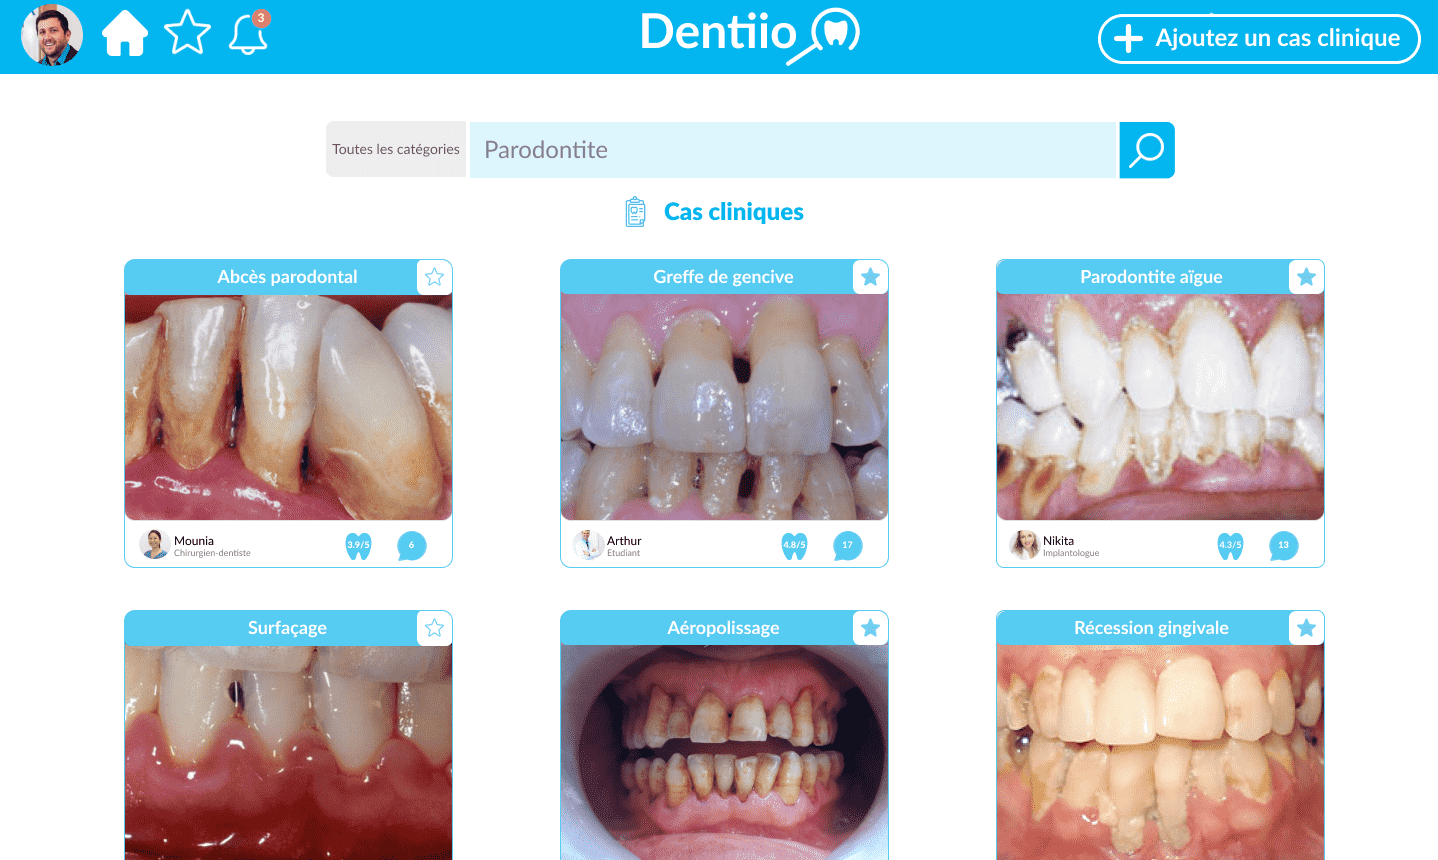 3
Dentiio
Ajoutez un cas clinique
Toutes les catégories
Parodontite
Cas cliniques
Abcès parodontal
Greffe de gencive
Parodontite aïgue
Mounia
Chirurgien-dentiste
3.9/5
6
Arthur
Étudiant
4.8/5
17
Nikita
Implantologue
4.3/5
13
Surfaçage
Aéropolissage
Récession gingivale